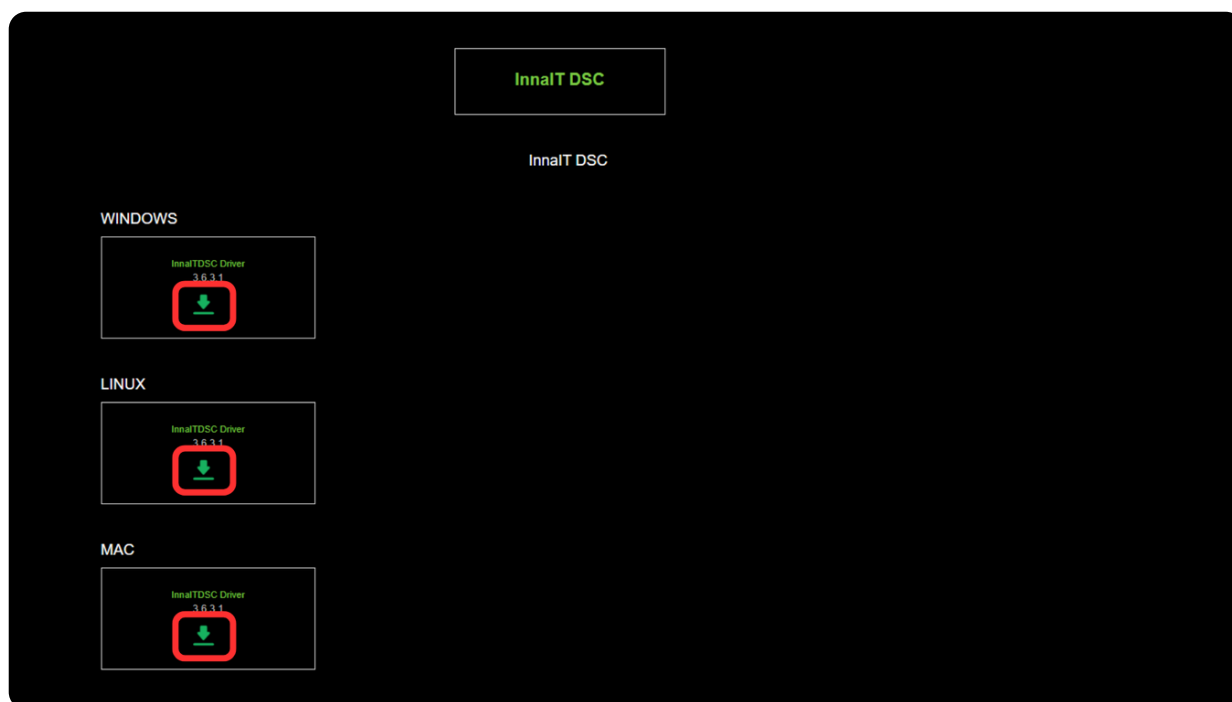 InnaIT DSC
InnaIT DSC
WINDOWS
InnaITDSC Driver
3.6.3.1
LINUX
InnaITDSC Driver
3.6.3.1
MAC
InnaITDSC Driver
3.6.3.1